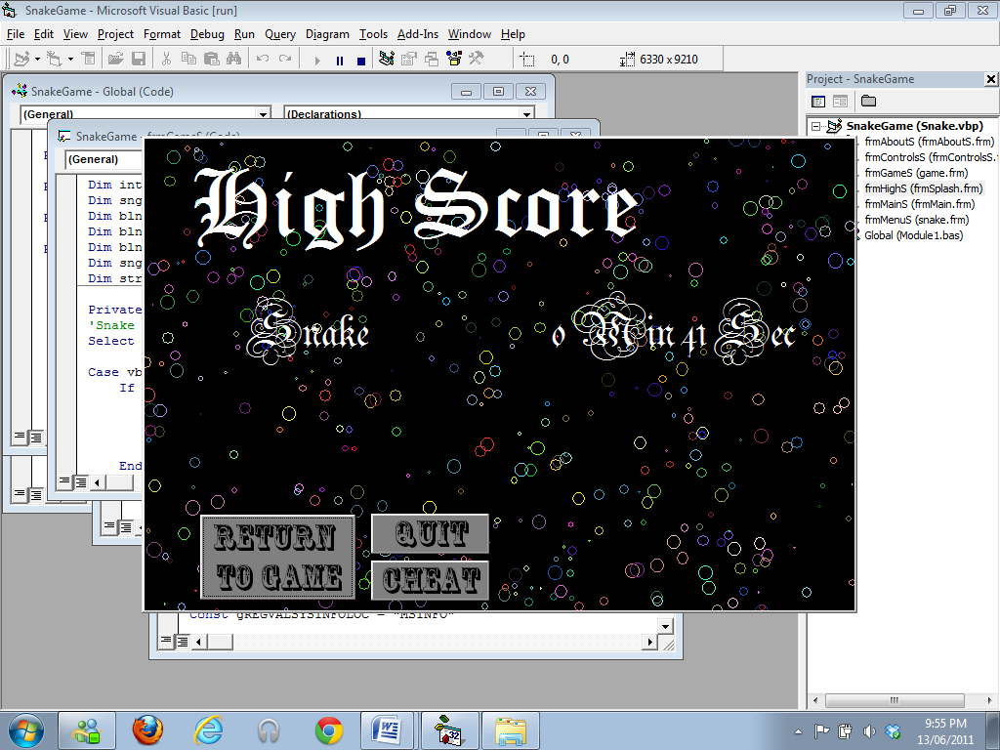 SnakeGame - Microsoft Visual Basic [run]
File Edit View Project Format Debug Run Query Diagram Tools Add-Ins Window Help
0, 0 6330 x 9210
SnakeGame - Global (Code)
(General) (Declarations)
SnakeGame - frmGameS (Code)
(General)
Dim int
Dim sng
Dim bln
Dim bln
Dim bln
Dim sng
Dim str
Private
'Snake
Select
Case vb
If
End
High Score
Snake 0 Min 41 Sec
RETURN
TO GAME
QUIT
CHEAT
Const gREGVALSYSINFOLOC = "MSINFO"
Project - SnakeGame
SnakeGame (Snake.vbp)
frmAboutS (frmAboutS.frm)
frmControlsS (frmControlsS.
frmGameS (game.frm)
frmHighS (frmSplash.frm)
frmMainS (frmMain.frm)
frmMenuS (snake.frm)
Global (Module1.bas)
9:55 PM
13/06/2011